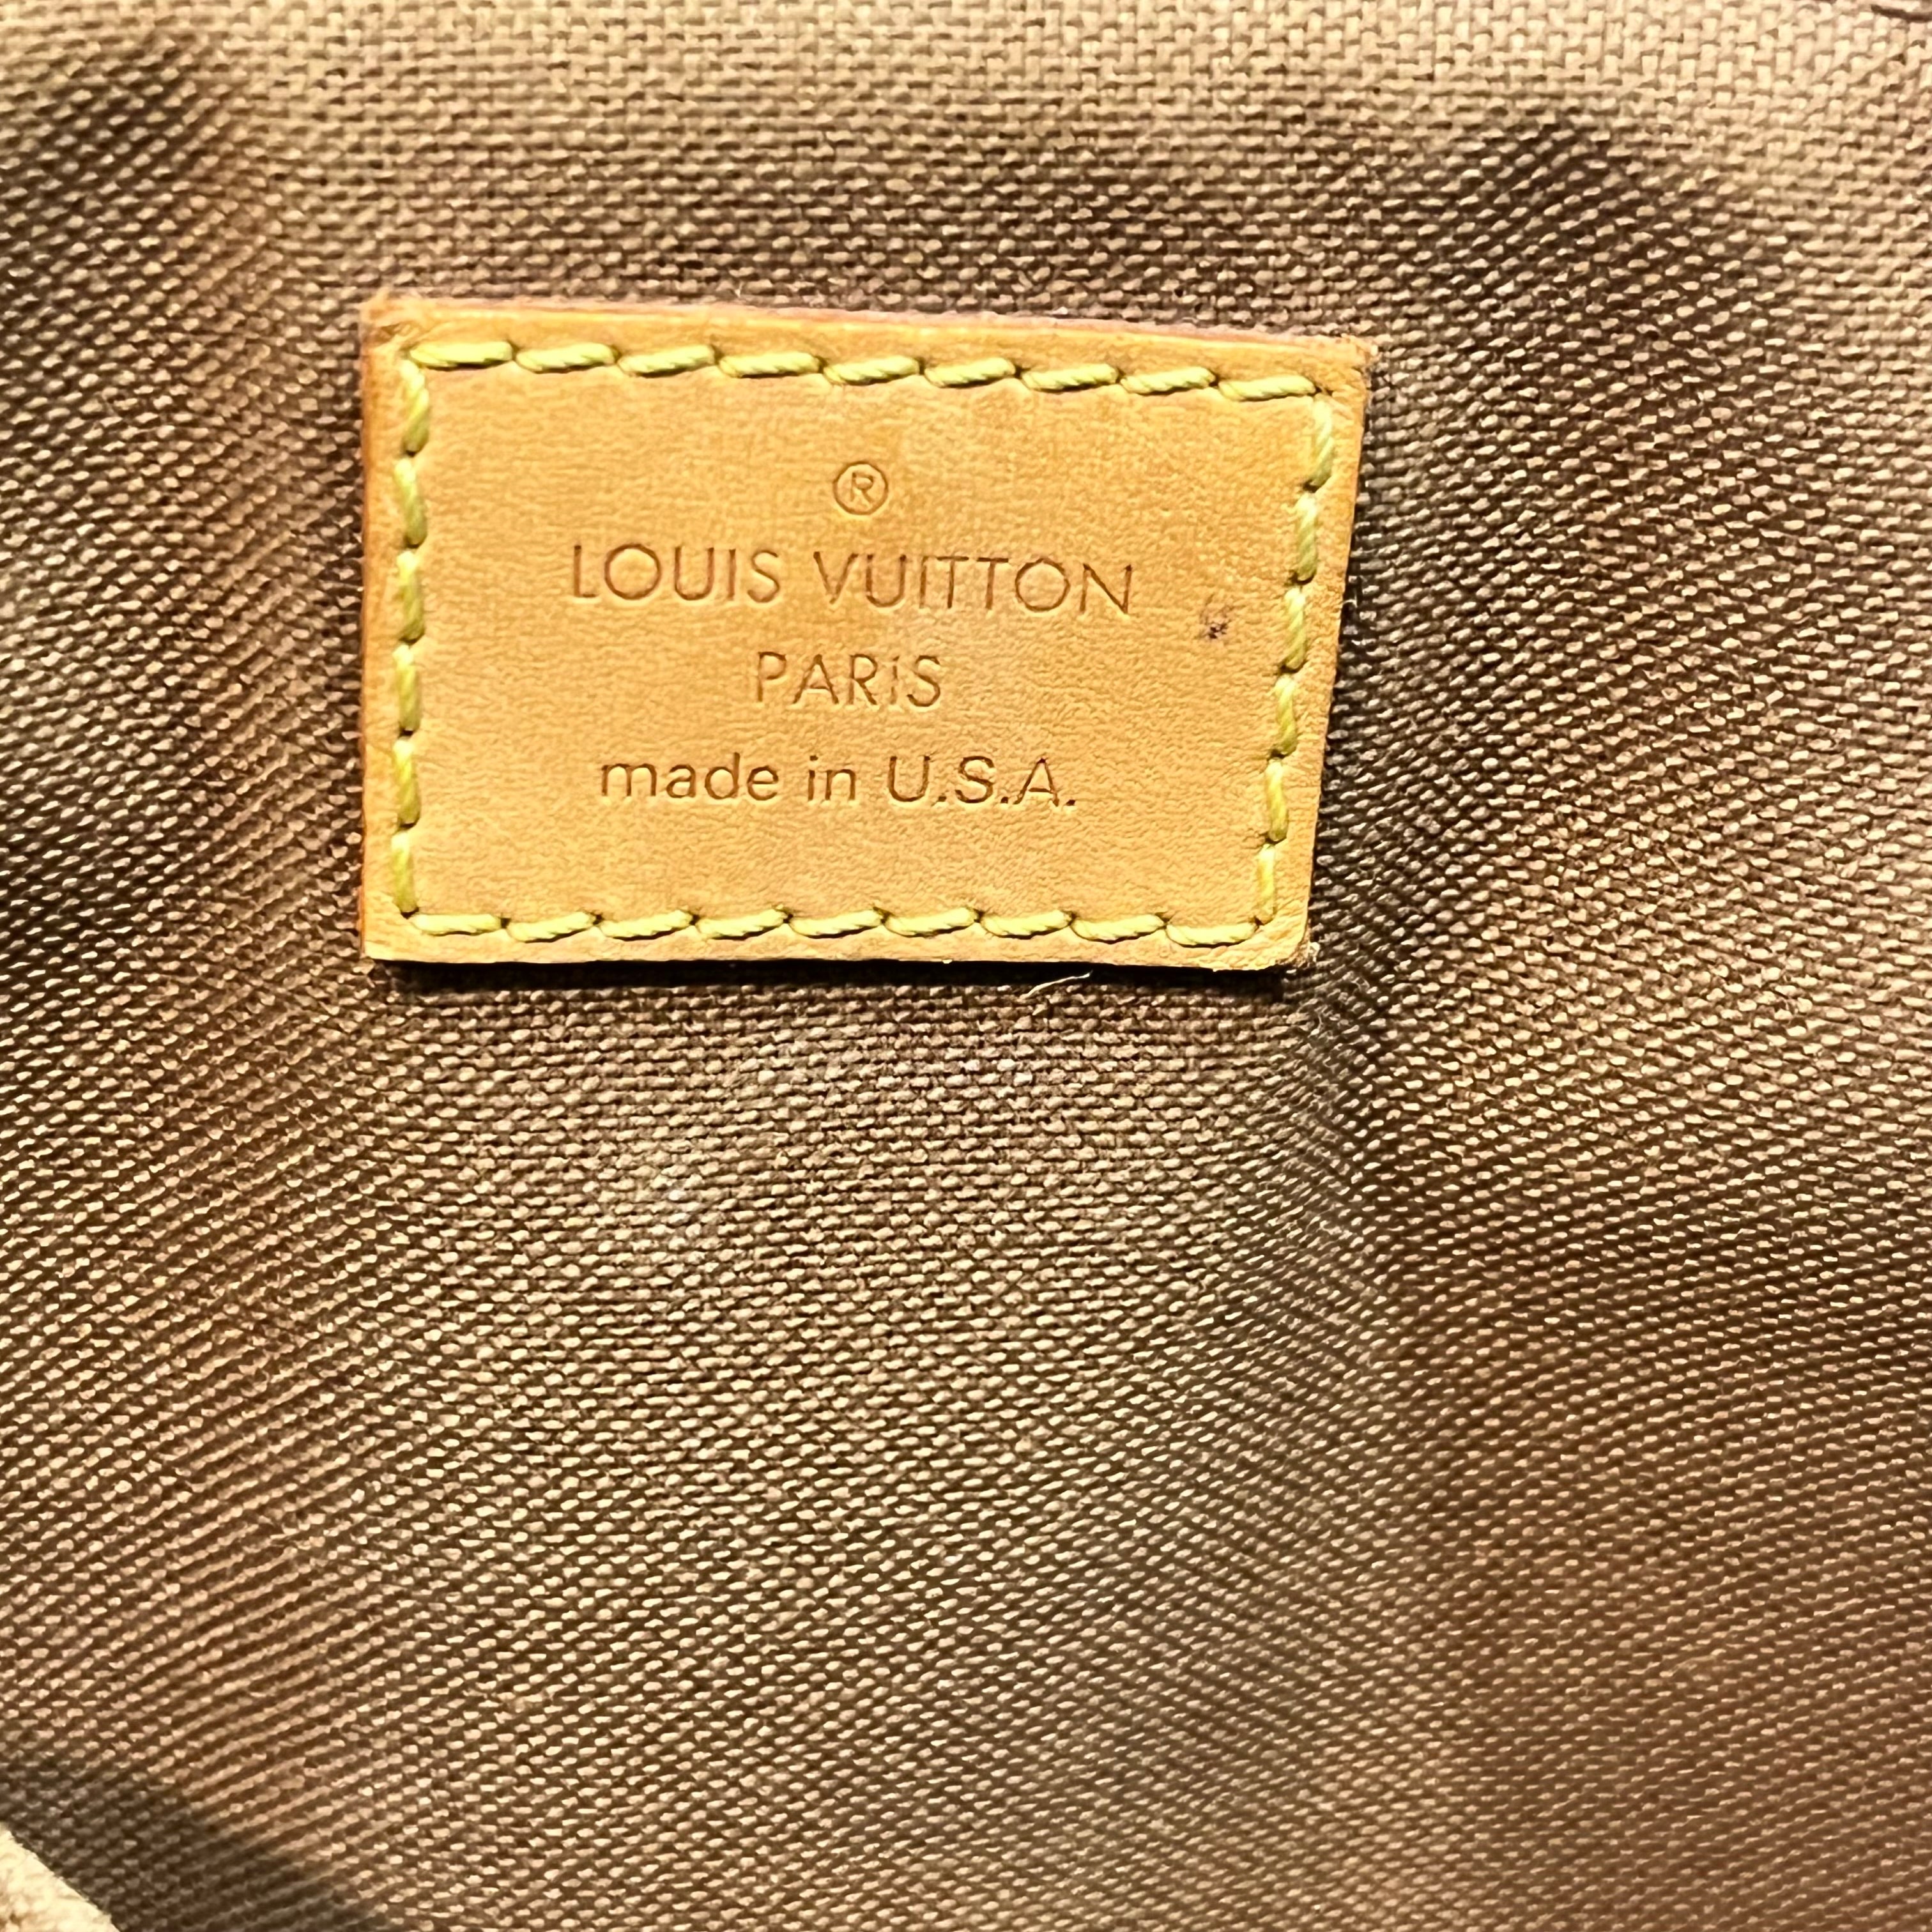 ®
LOUIS VUITTON
PARIS
made in U.S.A.